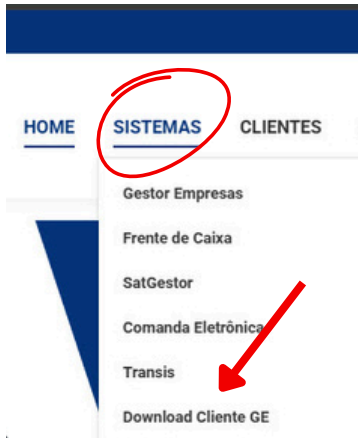 HOME SISTEMAS CLIENTES
Gestor Empresas
Frente de Caixa
SatGestor
Comanda Eletrônica
Transis
Download Cliente GE